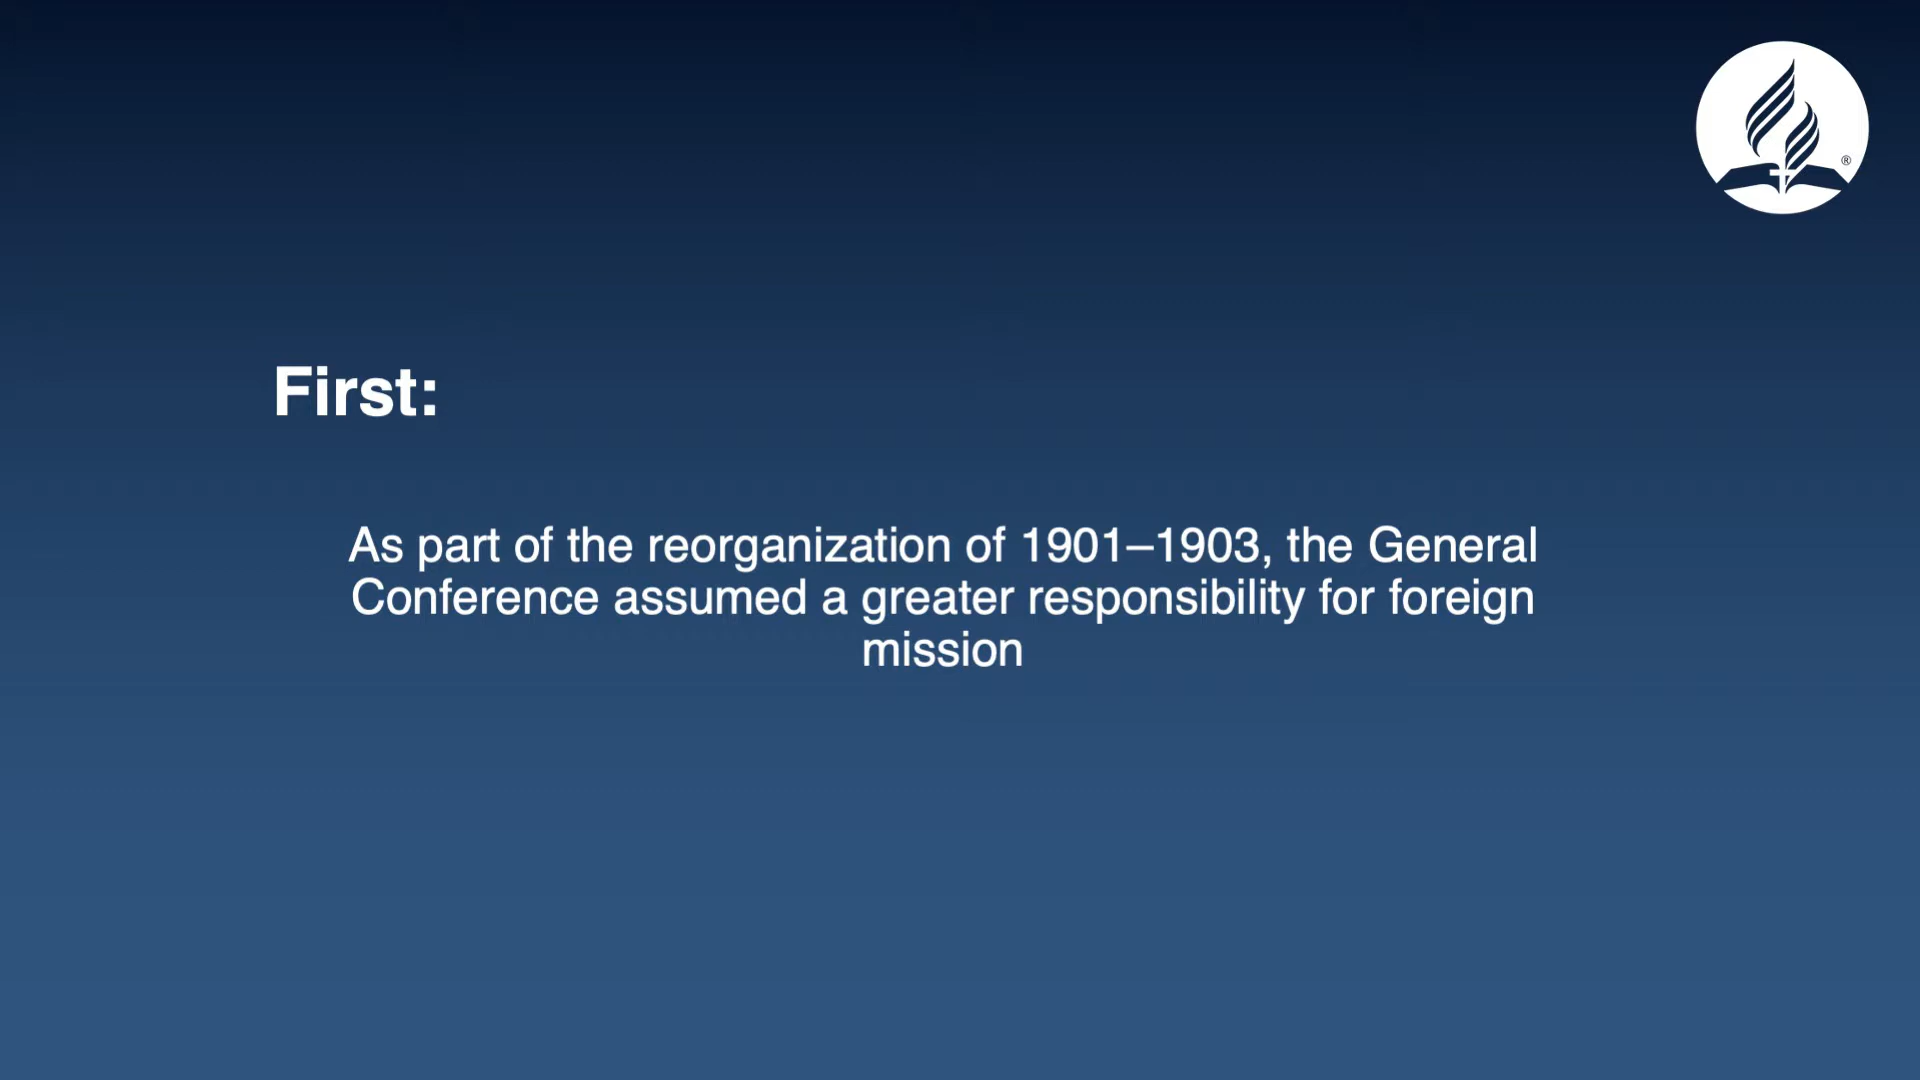 First:
As part of the reorganization of 1901–1903, the General
Conference assumed a greater responsibility for foreign
mission
®